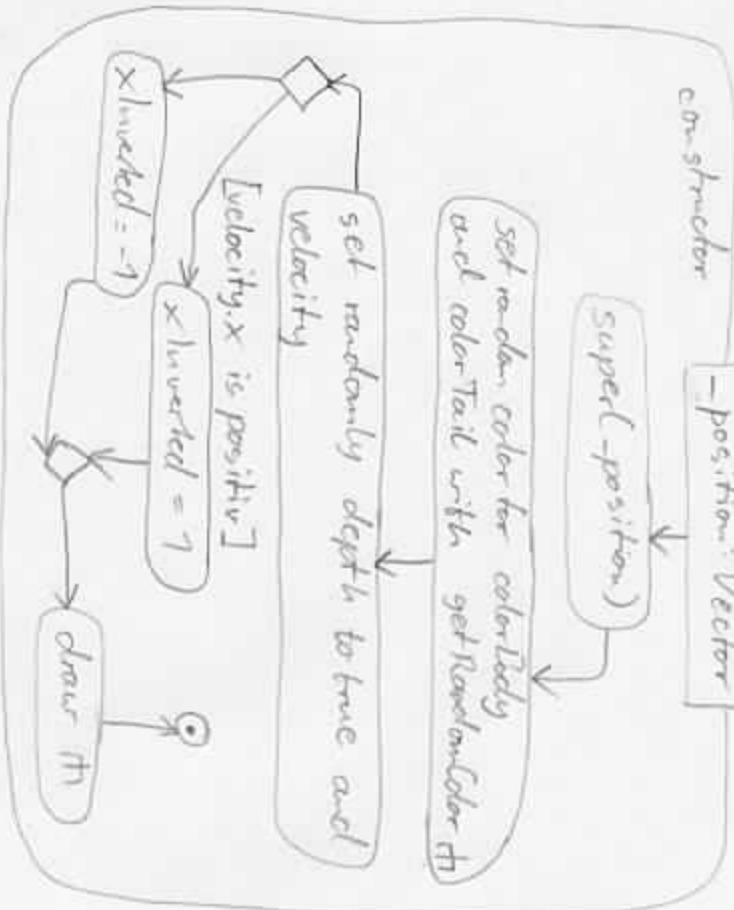 constructor
_position: Vector
super(_position)
set random color for colorBody
and colorTail with getRandomColor
set randomly depth to true and
velocity
[velocity.x is positiv]
xInverted = 1
xInverted = -1
draw